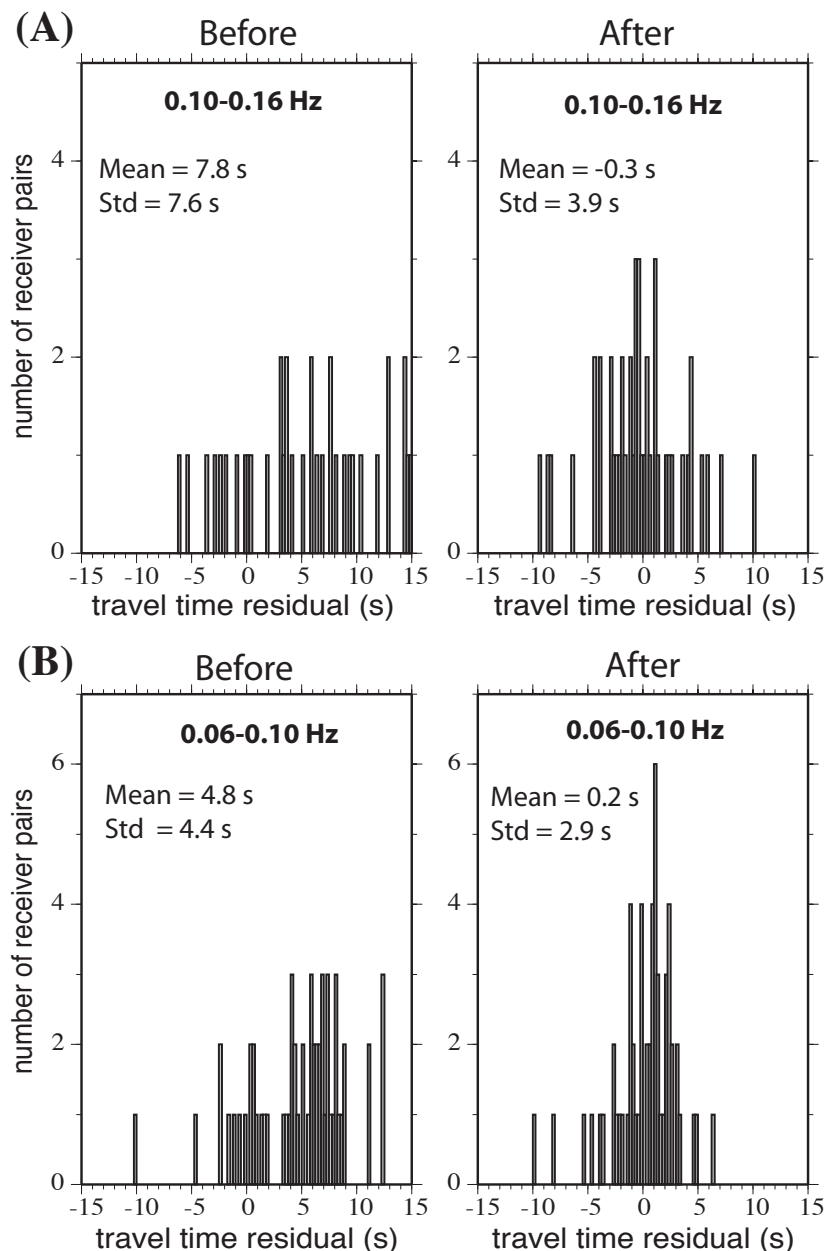 (A)
Before
After
0.10-0.16 Hz
Mean = 7.8 s
Std = 7.6 s
number of receiver pairs
4
2
0
-15 -10 -5 0 5 10 15
travel time residual (s)
0.10-0.16 Hz
Mean = -0.3 s
Std = 3.9 s
4
2
0
-15 -10 -5 0 5 10 15
travel time residual (s)
(B)
Before
After
0.06-0.10 Hz
Mean = 4.8 s
Std = 4.4 s
number of receiver pairs
6
4
2
0
-15 -10 -5 0 5 10 15
travel time residual (s)
0.06-0.10 Hz
Mean = 0.2 s
Std = 2.9 s
6
4
2
0
-15 -10 -5 0 5 10 15
travel time residual (s)